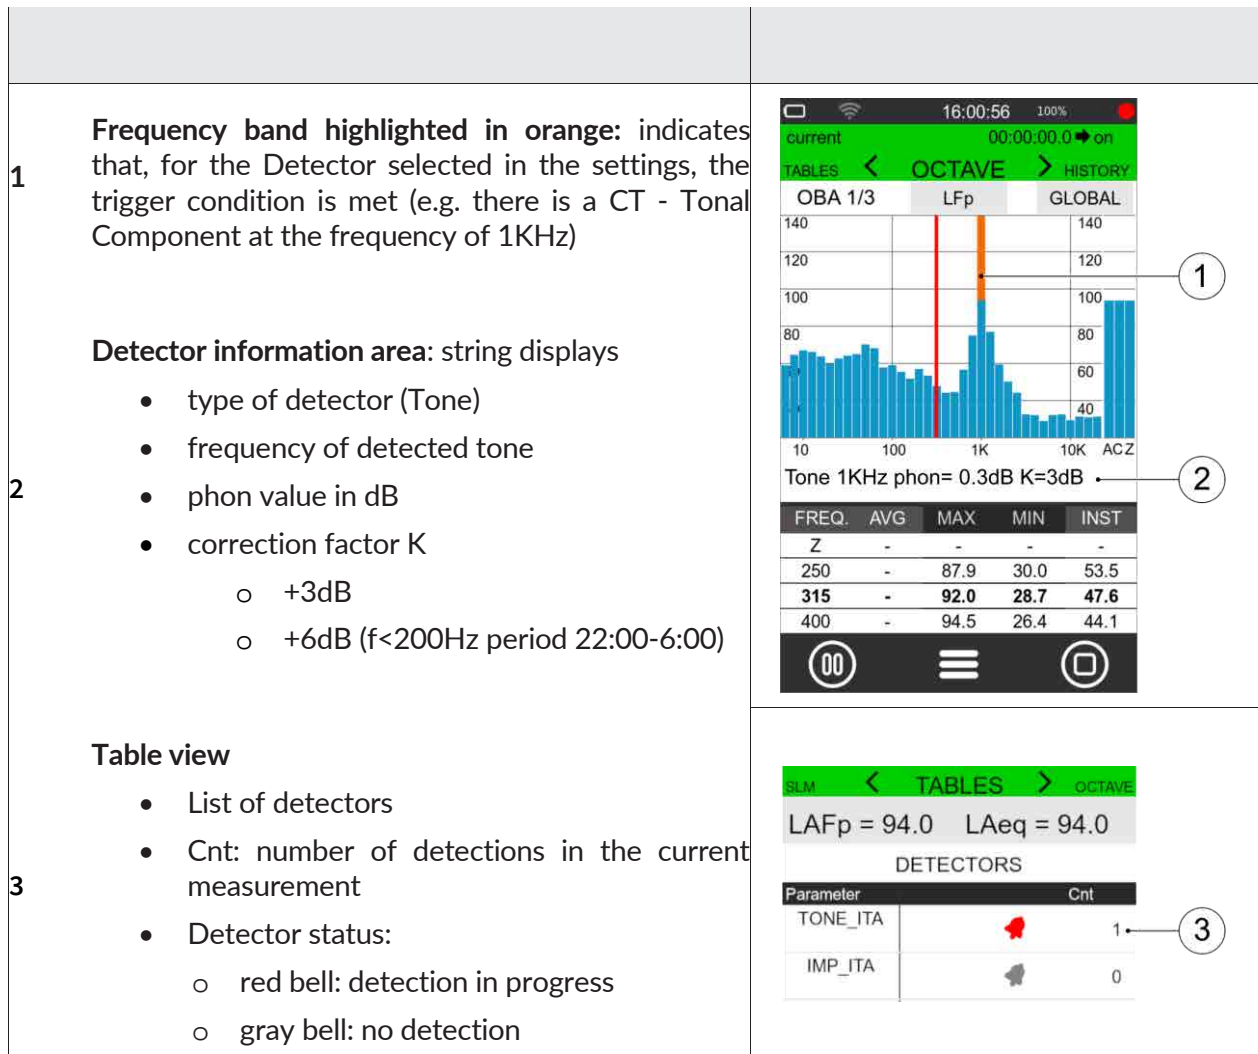 1
Frequency band highlighted in orange: indicates
that, for the Detector selected in the settings, the
trigger condition is met (e.g. there is a CT - Tonal
Component at the frequency of 1KHz)
2
Detector information area: string displays
• type of detector (Tone)
• frequency of detected tone
• phon value in dB
• correction factor K
o +3dB
o +6dB (f<200Hz period 22:00-6:00)
16:00:56 100%
current 00:00:00.0 on
TABLES < OCTAVE > HISTORY
OBA 1/3 LFp GLOBAL
140 140
120 120
100 100
80 80
60
40
10 100 1K 10K A C Z
Tone 1KHz phon= 0.3dB K=3dB
FREQ. AVG MAX MIN INST
Z - - - -
250 - 87.9 30.0 53.5
315 - 92.0 28.7 47.6
400 - 94.5 26.4 44.1
1
2
3
Table view
• List of detectors
• Cnt: number of detections in the current
measurement
• Detector status:
o red bell: detection in progress
o gray bell: no detection
SLM < TABLES > OCTAVE
LAFp = 94.0 LAeq = 94.0
DETECTORS
Parameter Cnt
TONE_ITA 1
IMP_ITA 0
3